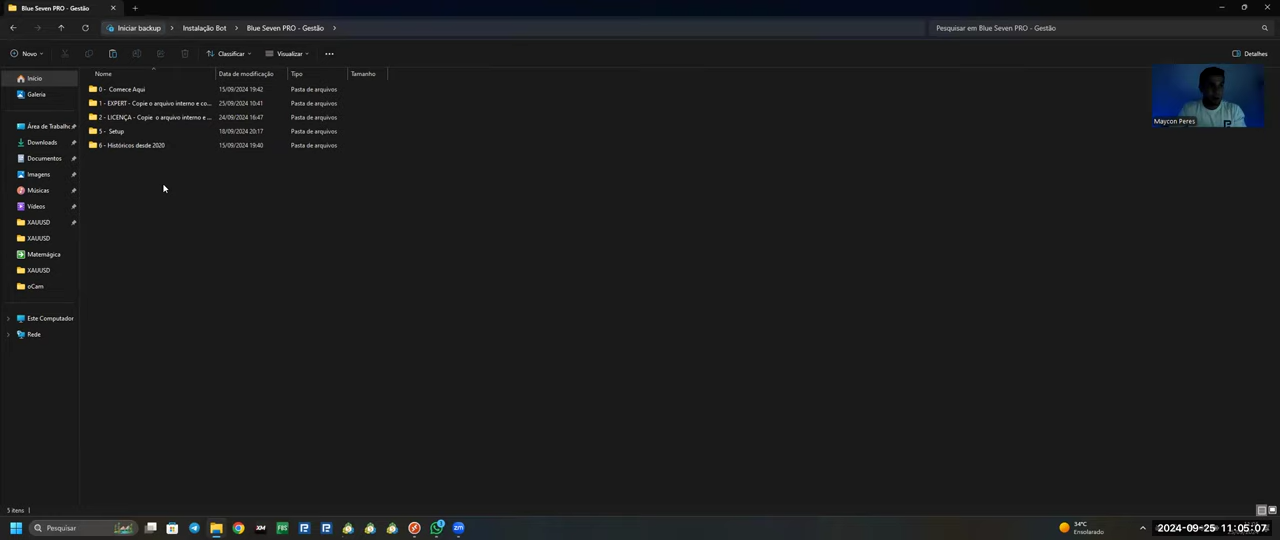 Blue Seven PRO - Gestão
Iniciar backup > Instalação Bot > Blue Seven PRO - Gestão >
Pesquisar em Blue Seven PRO - Gestão
Novo
Classificar
Visualizar
Detalhes
Nome
Data de modificação
Tipo
Tamanho
0 - Comece Aqui 15/09/2024 19:42 Pasta de arquivos
1 - EXPERT - Copie o arquivo interno e co... 25/09/2024 10:41 Pasta de arquivos
2 - LICENÇA - Copie o arquivo interno e ... 24/09/2024 16:47 Pasta de arquivos
5 - Setup 18/09/2024 20:17 Pasta de arquivos
6 - Históricos desde 2020 15/09/2024 19:40 Pasta de arquivos
Início
Galeria
Área de Trabalho
Downloads
Documentos
Imagens
Músicas
Vídeos
XAUUSD
XAUUSD
Matemágica
XAUUSD
oCam
Este Computador
Rede
Maycon Peres
5 itens
Pesquisar
XM
FBS
zm
34°C
Ensolarado
2024-09-25 11:05:07